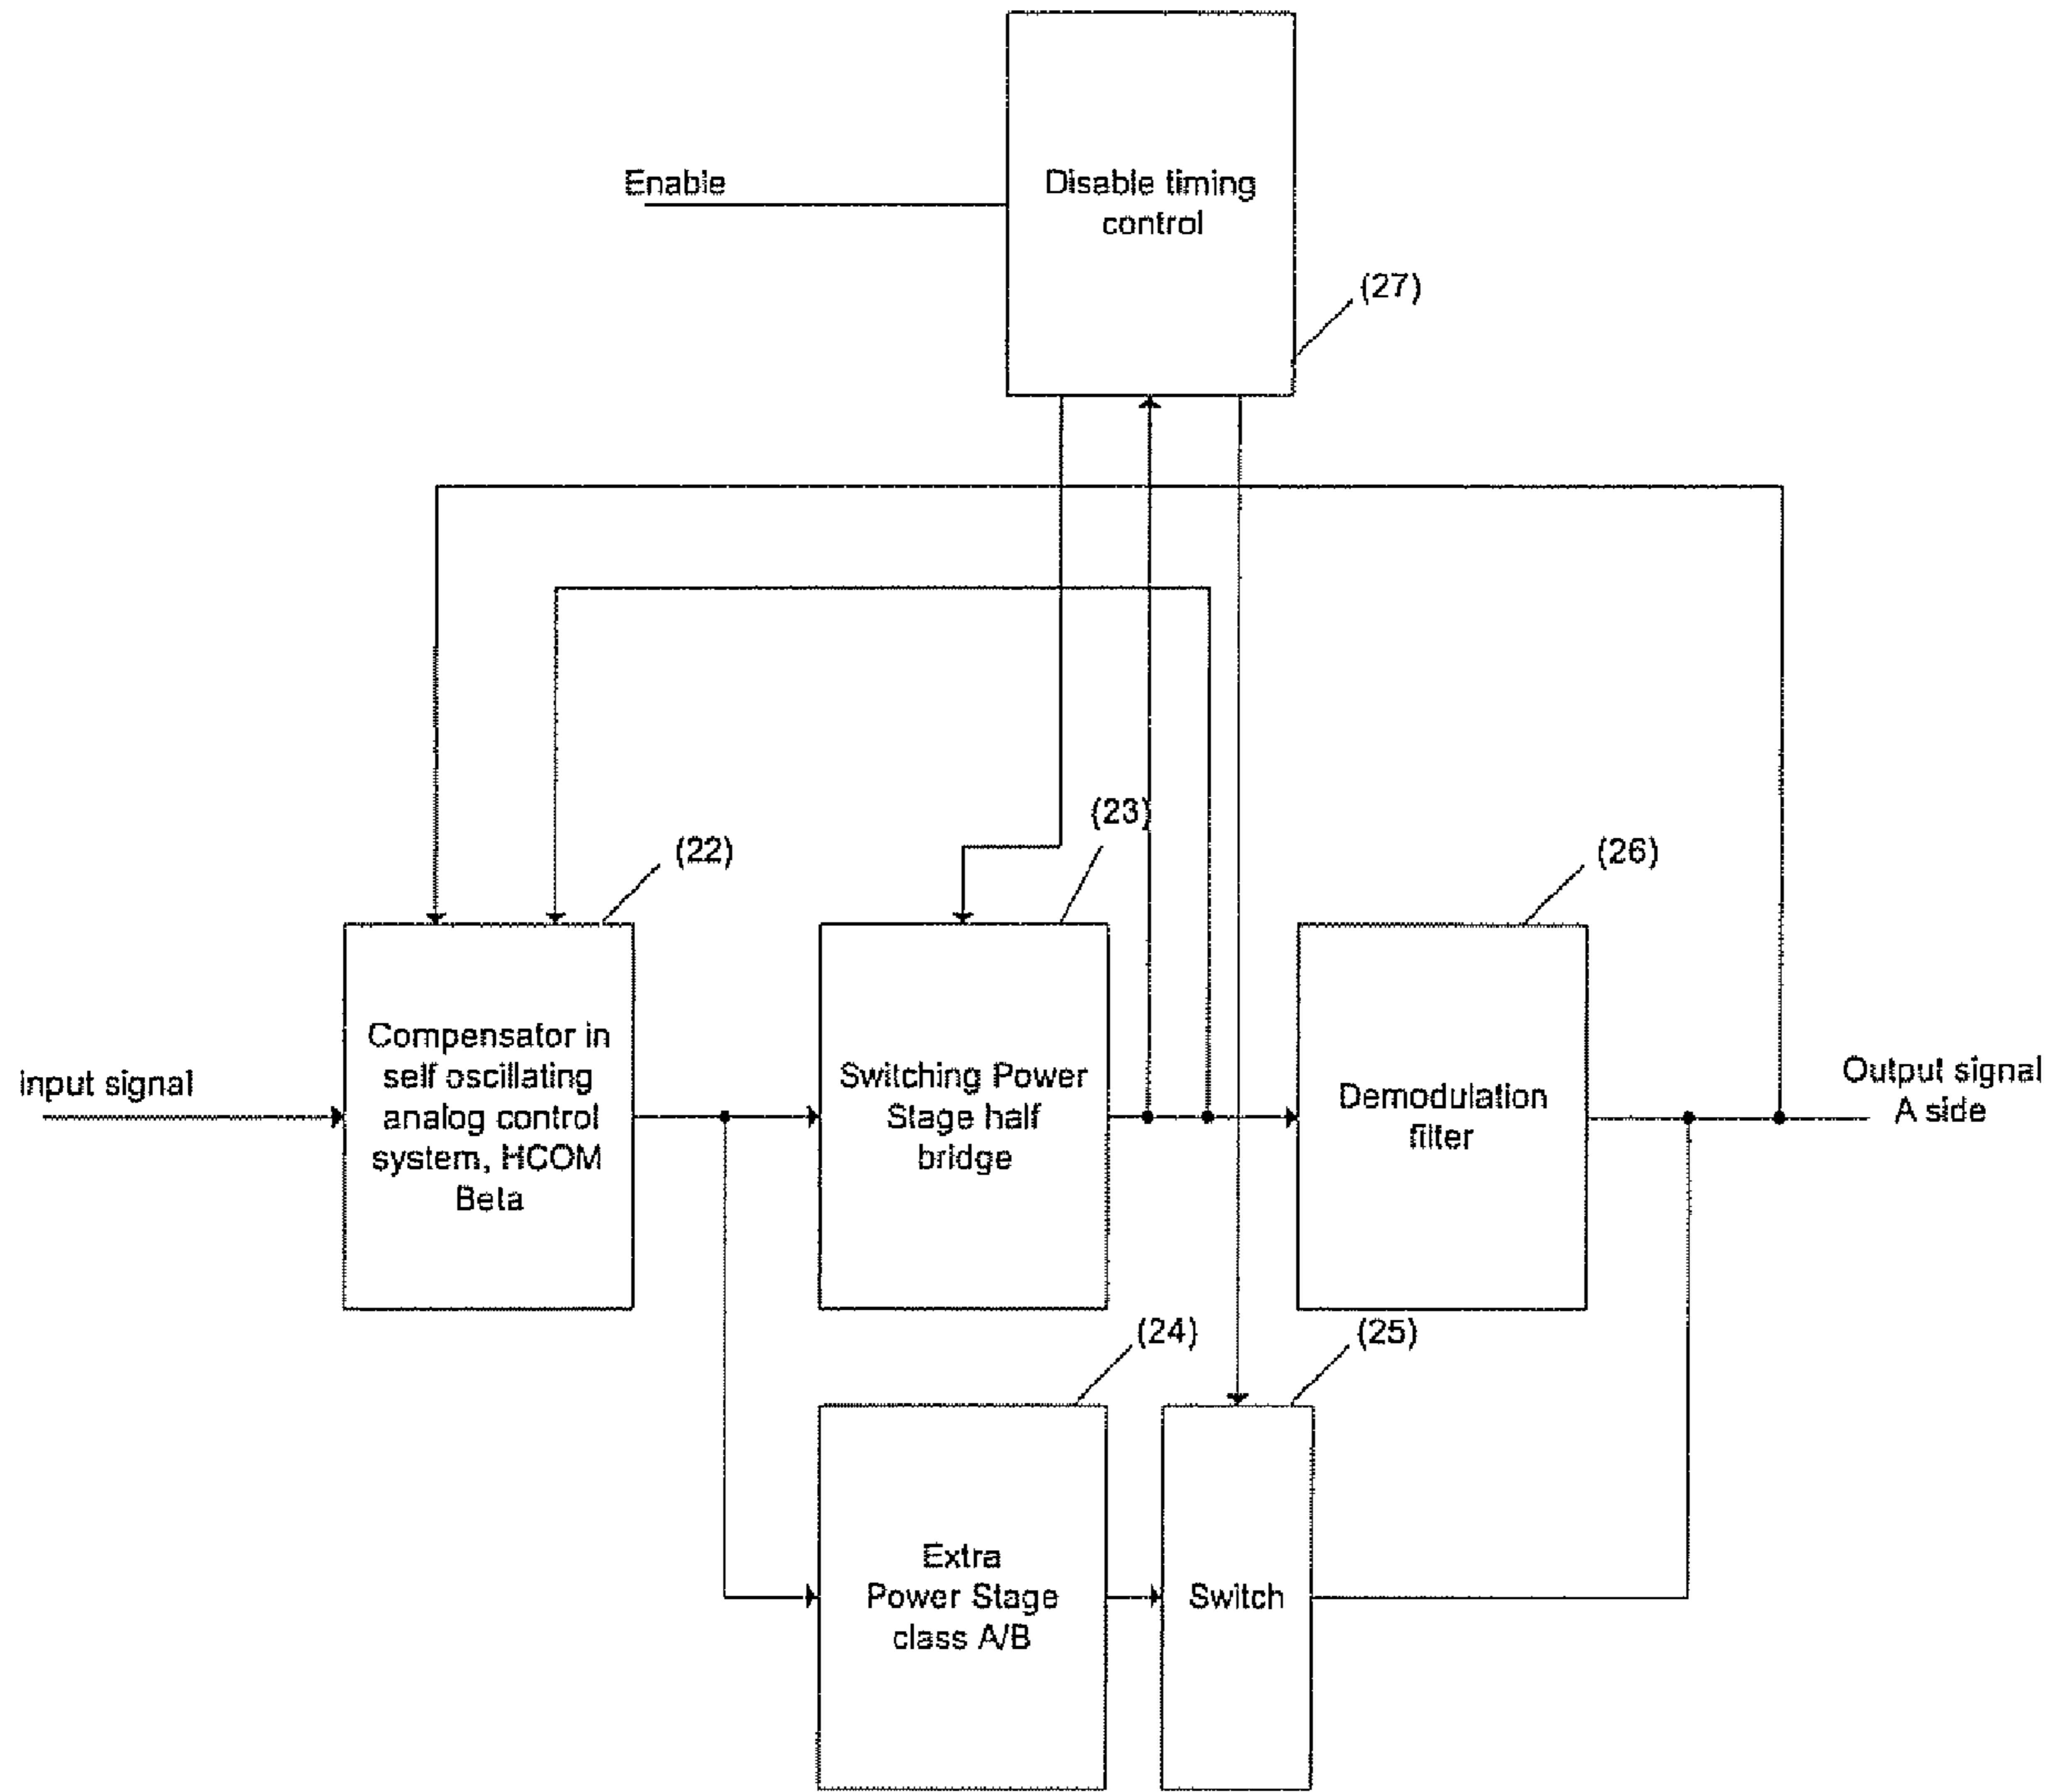 Enable
Disable timing
control
(27)
(23)
(22)
(26)
input signal
Compensator in
self oscillating
analog control
system, HCOM
Beta
Switching Power
Stage half
bridge
Demodulation
filter
Output signal
A side
(24)
(25)
Extra
Power Stage
class A/B
Switch